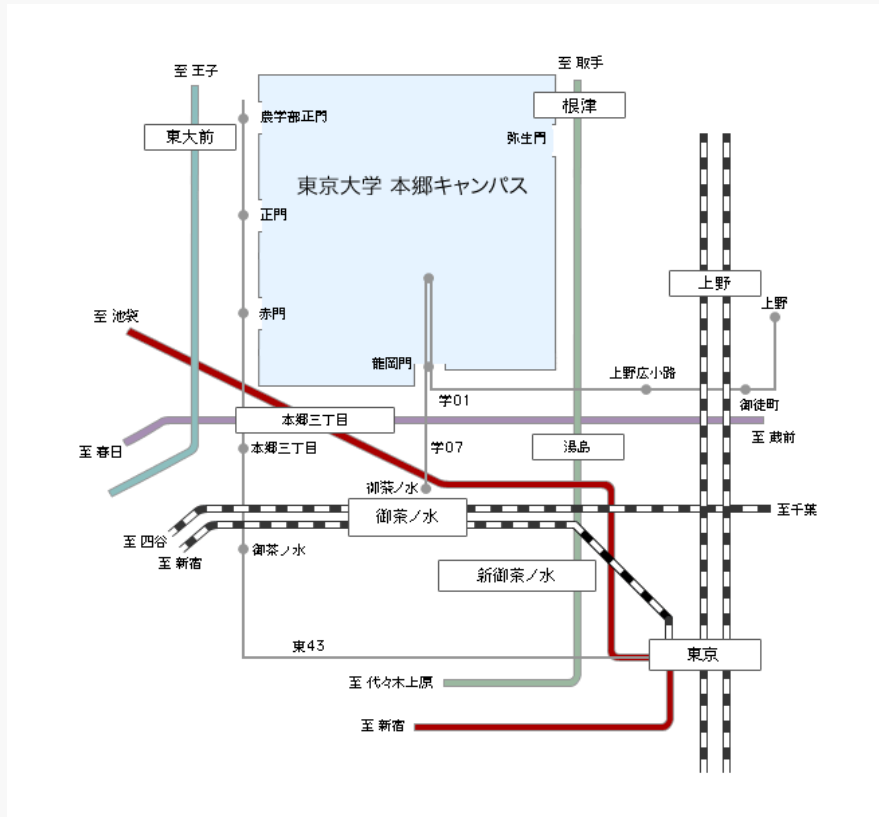 至 取手
至 王子
根津
農学部正門
東大前
弥生門
東京大学 本郷キャンパス
正門
上野
上野
至 池袋
赤門
龍岡門
上野広小路
学01
御徒町
本郷三丁目
至 蔵前
至 春日
本郷三丁目
学07
湯島
御茶ノ水
御茶ノ水
至千葉
至 四谷
至 新宿
御茶ノ水
新御茶ノ水
東43
東京
至 代々木上原
至 新宿